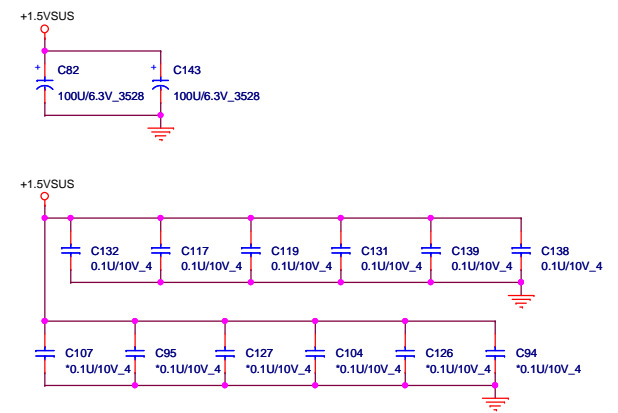 +1.5VSUS
+ C82 + C143
100U/6.3V_3528 100U/6.3V_3528
+1.5VSUS
C132 C117 C119 C131 C139 C138
0.1U/10V_4 0.1U/10V_4 0.1U/10V_4 0.1U/10V_4 0.1U/10V_4 0.1U/10V_4
C107 C95 C127 C104 C126 C94
*0.1U/10V_4 *0.1U/10V_4 *0.1U/10V_4 *0.1U/10V_4 *0.1U/10V_4 *0.1U/10V_4